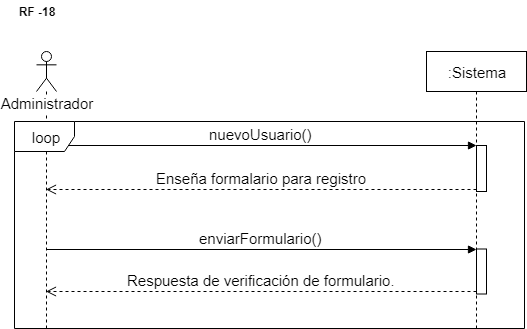 RF -18
Administrador
:Sistema
loop
nuevoUsuario()
Enseña formalario para registro
enviarFormulario()
Respuesta de verificación de formulario.